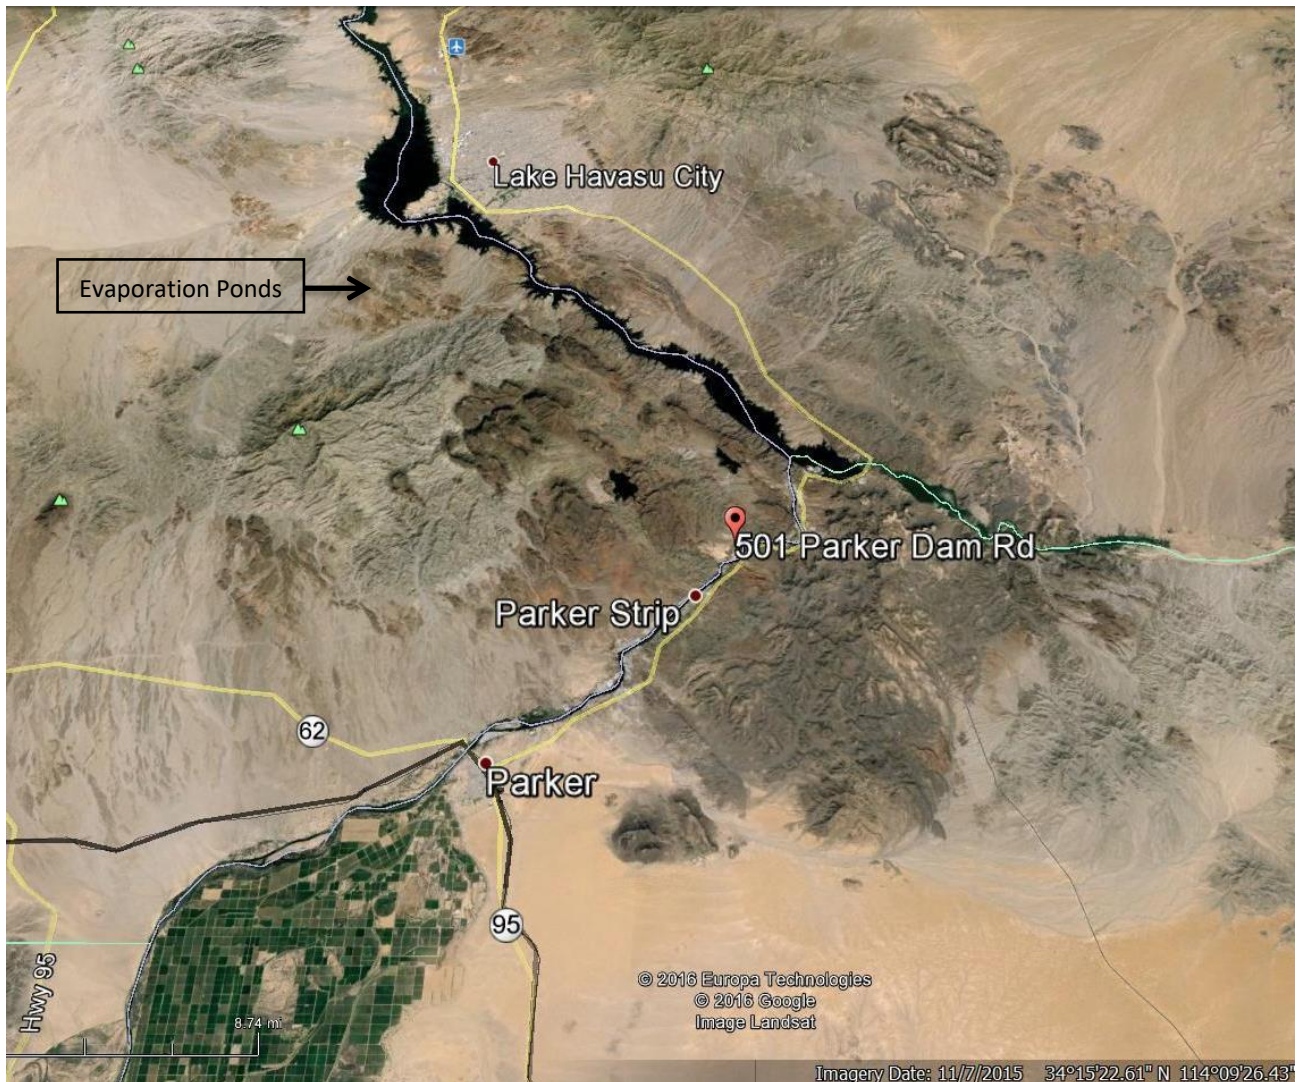 Lake Havasu City
Evaporation Ponds
501 Parker Dam Rd
Parker Strip
62
Parker
95
Hwy 95
© 2016 Europa Technologies
© 2016 Google
Image Landsat
8.74 mi
Imagery Date: 11/7/2015 34°15'22.61" N 114°09'26.43"